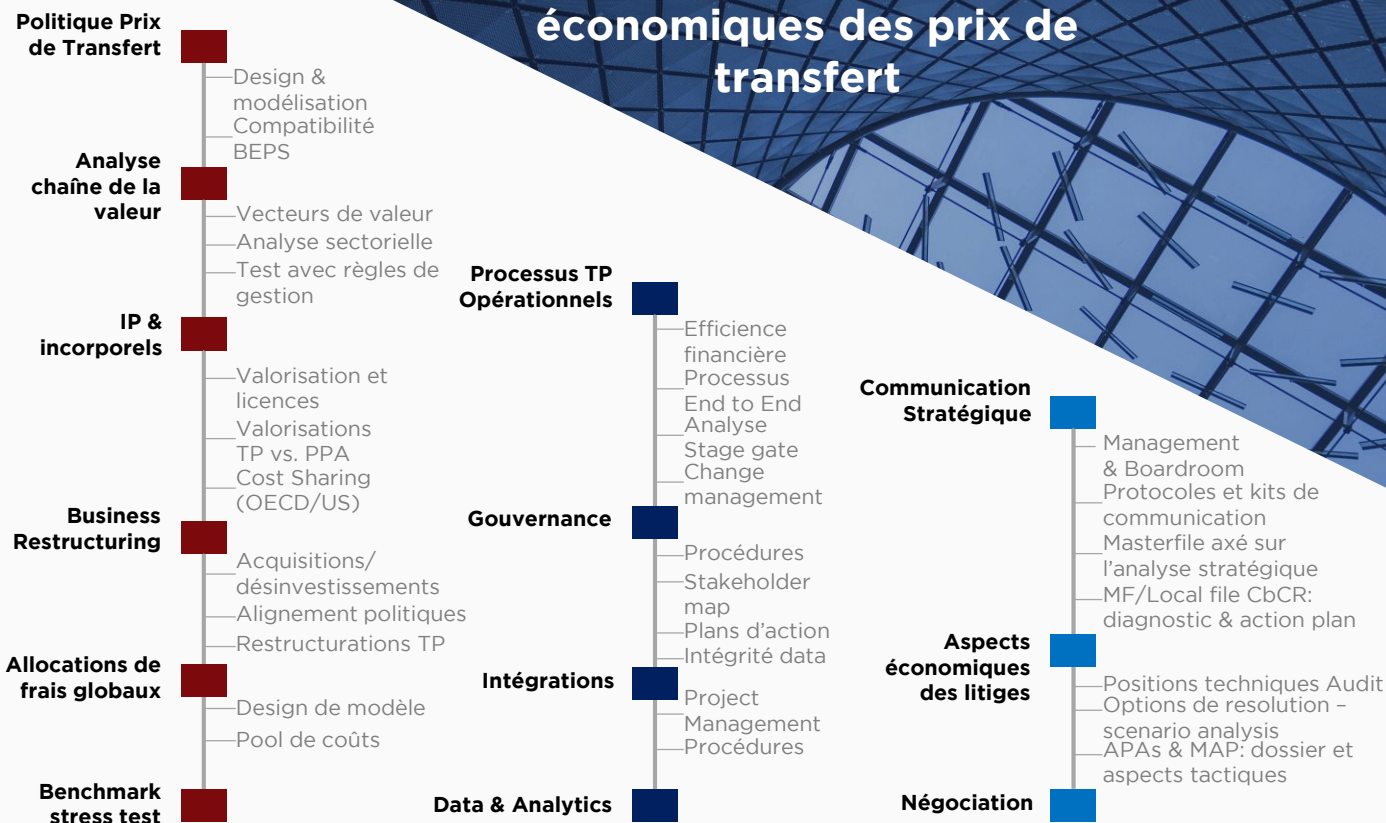 économiques des prix de
transfert
Politique Prix
de Transfert
Design &
modélisation
Compatibilité
BEPS
Analyse
chaîne de la
valeur
Vecteurs de valeur
Analyse sectorielle
Test avec règles de
gestion
IP &
incorporels
Valorisation et
licences
Valorisations
TP vs. PPA
Cost Sharing
(OECD/US)
Business
Restructuring
Acquisitions/
désinvestissements
Alignement politiques
Restructurations TP
Allocations de
frais globaux
Design de modèle
Pool de coûts
Benchmark
stress test
Processus TP
Opérationnels
Efficience
financière
Processus
End to End
Analyse
Stage gate
Change
management
Gouvernance
Procédures
Stakeholder
map
Plans d’action
Intégrité data
Intégrations
Project
Management
Procédures
Data & Analytics
Communication
Stratégique
Management
& Boardroom
Protocoles et kits de
communication
Masterfile axé sur
l’analyse stratégique
MF/Local file CbCR:
diagnostic & action plan
Aspects
économiques
des litiges
Positions techniques Audit
Options de resolution –
scenario analysis
APAs & MAP: dossier et
aspects tactiques
Négociation